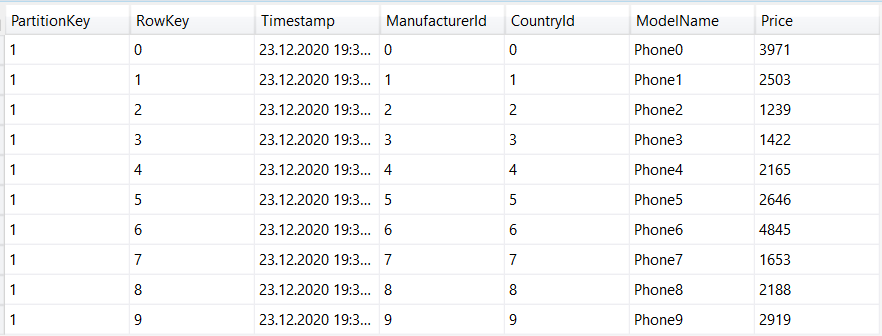 PartitionKey RowKey Timestamp ManufacturerId CountryId ModelName Price
1 0 23.12.2020 19:3... 0 0 Phone0 3971
1 1 23.12.2020 19:3... 1 1 Phone1 2503
1 2 23.12.2020 19:3... 2 2 Phone2 1239
1 3 23.12.2020 19:3... 3 3 Phone3 1422
1 4 23.12.2020 19:3... 4 4 Phone4 2165
1 5 23.12.2020 19:3... 5 5 Phone5 2646
1 6 23.12.2020 19:3... 6 6 Phone6 4845
1 7 23.12.2020 19:3... 7 7 Phone7 1653
1 8 23.12.2020 19:3... 8 8 Phone8 2188
1 9 23.12.2020 19:3... 9 9 Phone9 2919